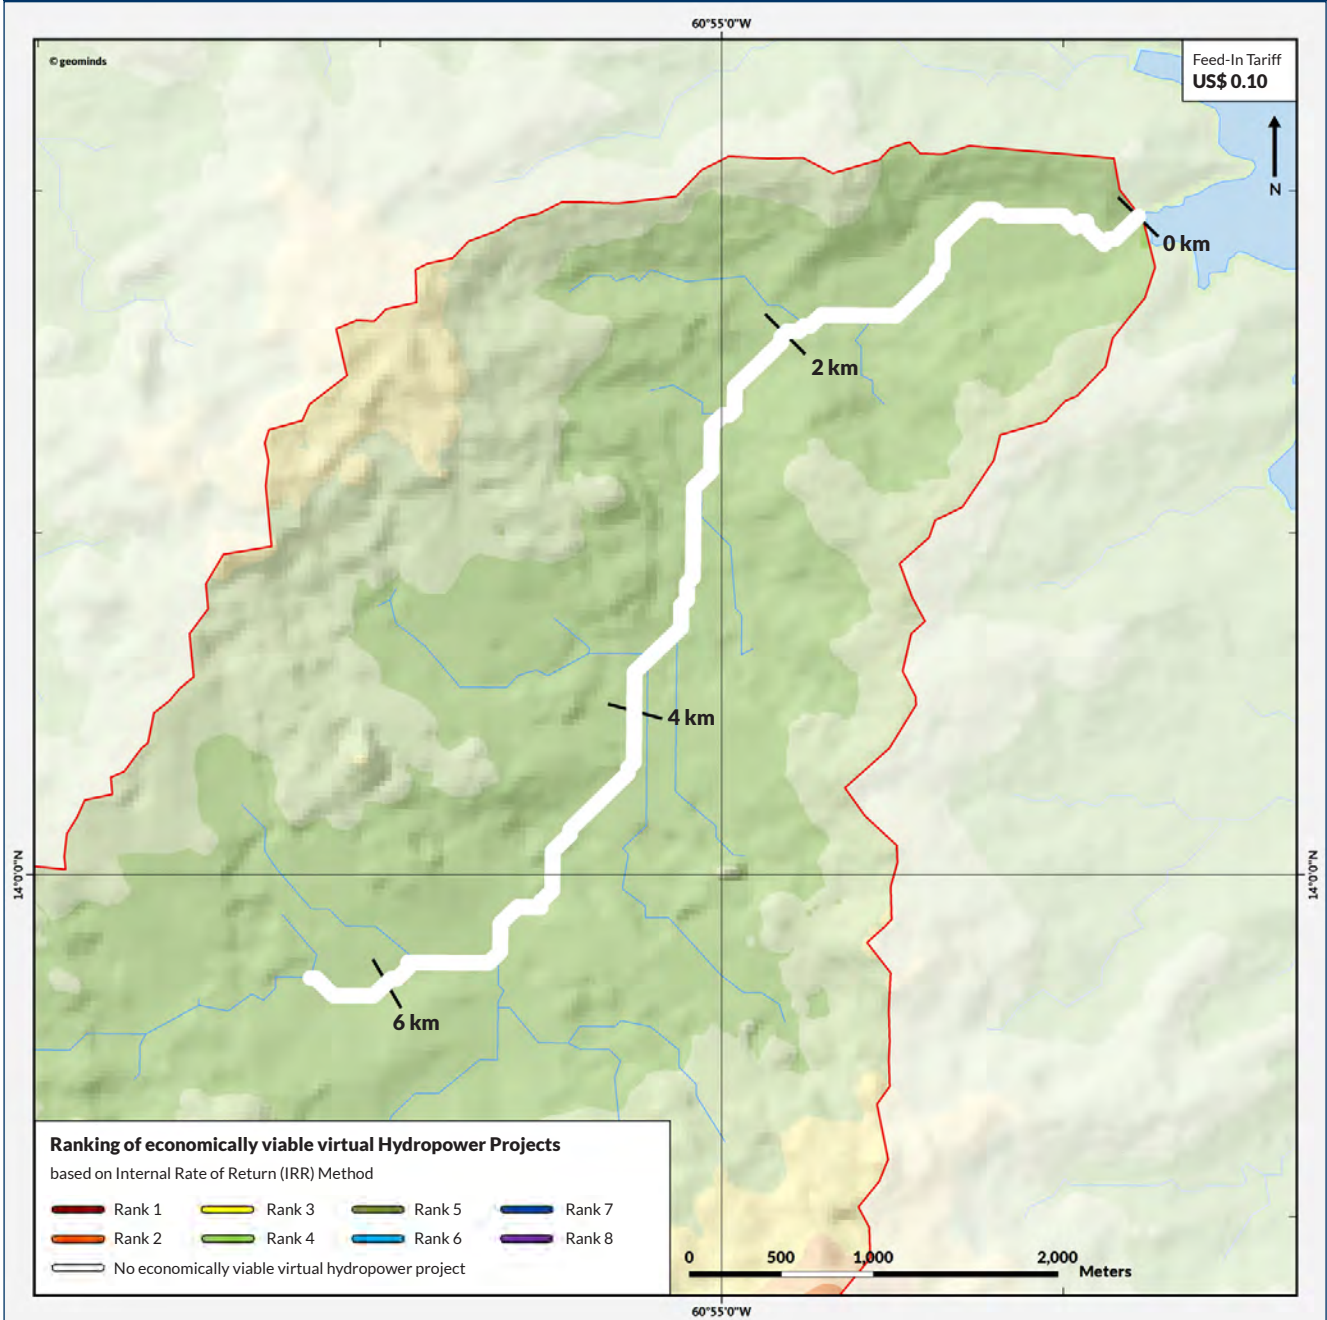 60°55'0"W
© geominds
Feed-In Tariff
US$ 0.10
N
0 km
2 km
4 km
14°0'0"N
14°0'0"N
6 km
Ranking of economically viable virtual Hydropower Projects
based on Internal Rate of Return (IRR) Method
Rank 1 Rank 3 Rank 5 Rank 7
Rank 2 Rank 4 Rank 6 Rank 8
No economically viable virtual hydropower project
0 500 1,000 2,000
Meters
60°55'0"W